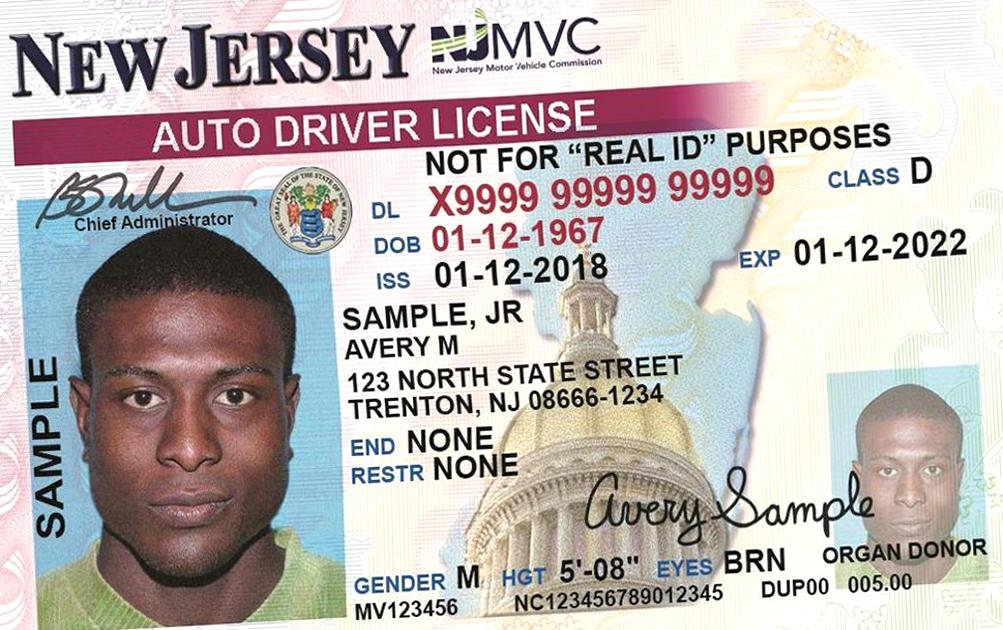 NEW JERSEY NJMVC
New Jersey Motor Vehicle Commission
AUTO DRIVER LICENSE
NOT FOR “REAL ID” PURPOSES
Chief Administrator
THE GREAT SEAL OF THE STATE OF NEW JERSEY
DL X9999 99999 99999 CLASS D
DOB 01-12-1967
ISS 01-12-2018 EXP 01-12-2022
SAMPLE, JR
AVERY M
123 NORTH STATE STREET
TRENTON, NJ 08666-1234
END NONE
RESTR NONE
SAMPLE
Avery Sample
GENDER M HGT 5'-08" EYES BRN ORGAN DONOR
MV123456 NC123456789012345 DUP00 005.00